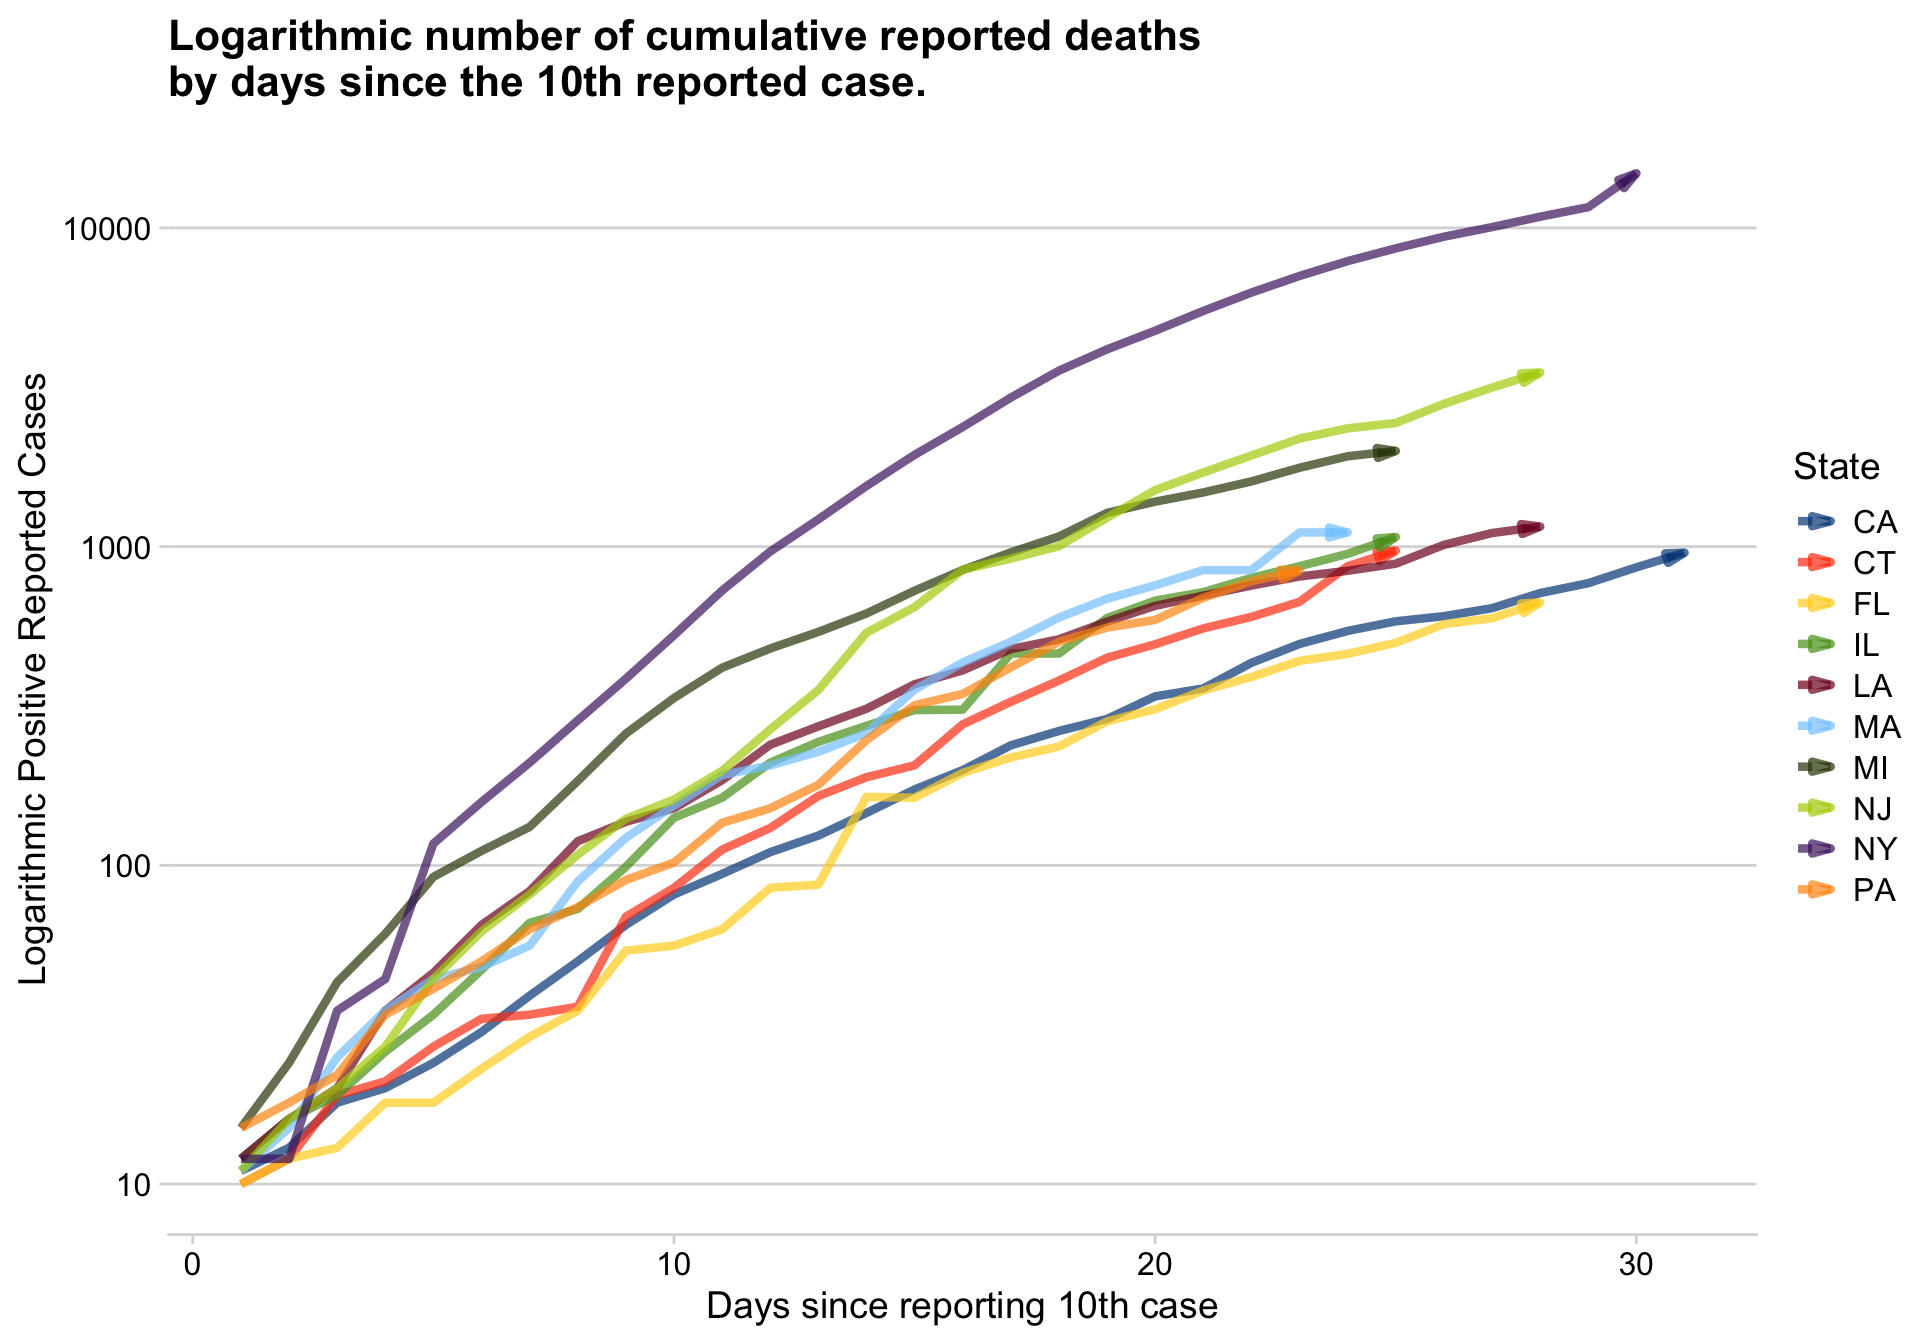 Logarithmic number of cumulative reported deaths
by days since the 10th reported case.
Logarithmic Positive Reported Cases
10000
1000
100
10
0
10
20
30
Days since reporting 10th case
State
CA
CT
FL
IL
LA
MA
MI
NJ
NY
PA